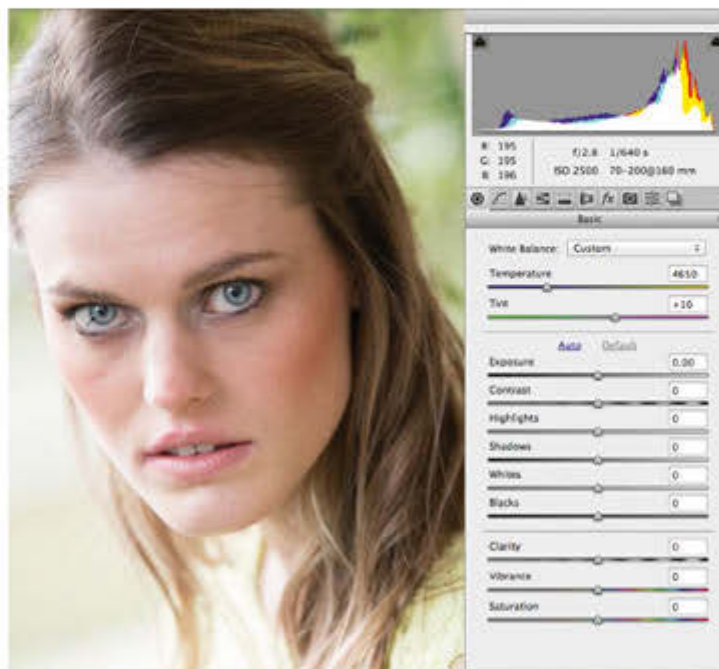 R: 195
G: 195
B: 196
f/2.8 1/640 s
ISO 2500 70-200@160 mm
fx
Basic
White Balance: Custom
Temperature 4650
Tint +16
Auto Default
Exposure 0.00
Contrast 0
Highlights 0
Shadows 0
Whites 0
Blacks 0
Clarity 0
Vibrance 0
Saturation 0